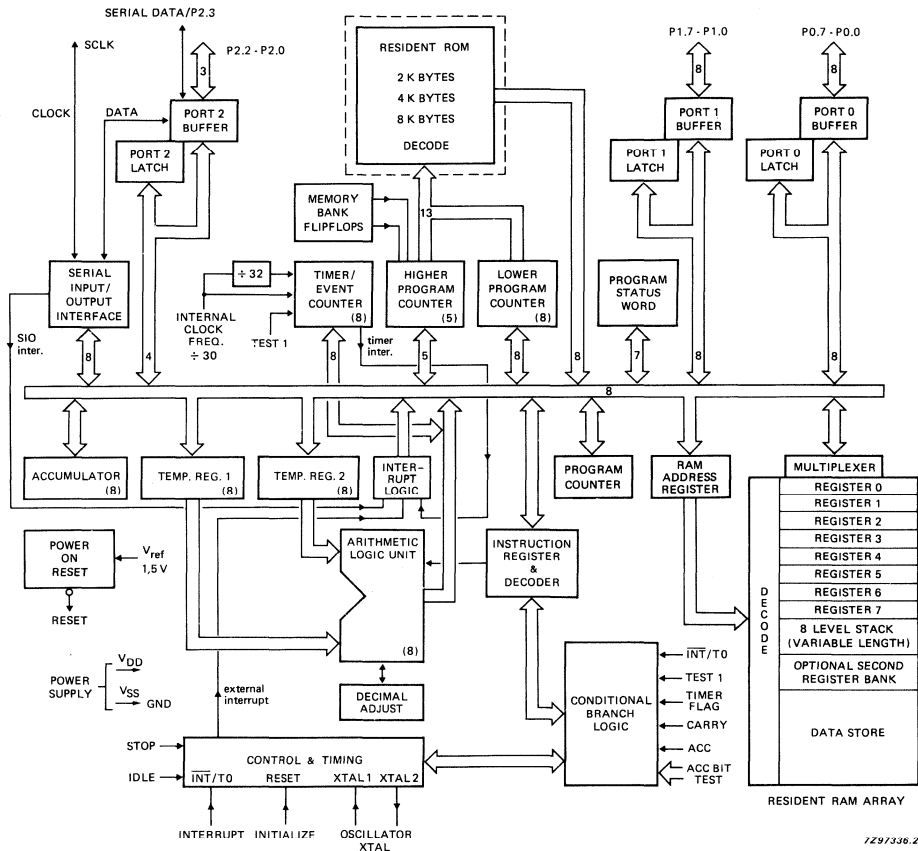 SERIAL DATA/P2.3
SCLK
P2.2 - P2.0
3
CLOCK
DATA
PORT 2
BUFFER
PORT 2
LATCH
RESIDENT ROM
2 K BYTES
4 K BYTES
8 K BYTES
DECODE
P1.7 - P1.0
8
PORT 1
BUFFER
PORT 1
LATCH
P0.7 - P0.0
8
PORT 0
BUFFER
PORT 0
LATCH
MEMORY
BANK
FLIPFLOPS
13
SERIAL
INPUT/
OUTPUT
INTERFACE
÷ 32
INTERNAL
CLOCK
FREQ.
÷ 30
TEST 1
TIMER/
EVENT
COUNTER
(8)
HIGHER
PROGRAM
COUNTER
(5)
LOWER
PROGRAM
COUNTER
(8)
PROGRAM
STATUS
WORD
SIO
inter.
timer
inter.
8
4
8
5
8
8
7
8
8
8
ACCUMULATOR
(8)
TEMP. REG. 1
(8)
TEMP. REG. 2
(8)
INTER-
RUPT
LOGIC
PROGRAM
COUNTER
RAM
ADDRESS
REGISTER
MULTIPLEXER
REGISTER 0
REGISTER 1
REGISTER 2
REGISTER 3
REGISTER 4
REGISTER 5
REGISTER 6
REGISTER 7
8 LEVEL STACK
(VARIABLE LENGTH)
OPTIONAL SECOND
REGISTER BANK
DATA STORE
DECODE
RESIDENT RAM ARRAY
POWER
ON
RESET
Vref
1,5 V
RESET
ARITHMETIC
LOGIC UNIT
(8)
INSTRUCTION
REGISTER
&
DECODER
DECIMAL
ADJUST
POWER
SUPPLY
VDD
VSS
GND
external
interrupt
CONDITIONAL
BRANCH
LOGIC
I̅N̅T̅/T0
TEST 1
TIMER
FLAG
CARRY
ACC
ACC BIT
TEST
STOP
IDLE
CONTROL & TIMING
I̅N̅T̅/T0 RESET XTAL 1 XTAL 2
INTERRUPT INITIALIZE OSCILLATOR
XTAL
7Z97336.2